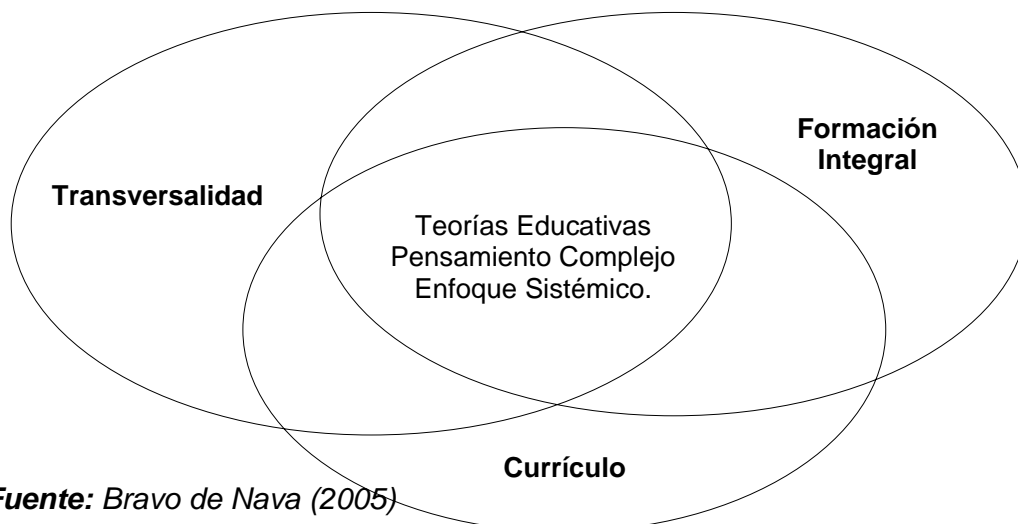 Formación
Integral
Transversalidad
Teorías Educativas
Pensamiento Complejo
Enfoque Sistémico.
Currículo
Fuente: Bravo de Nava (2005)